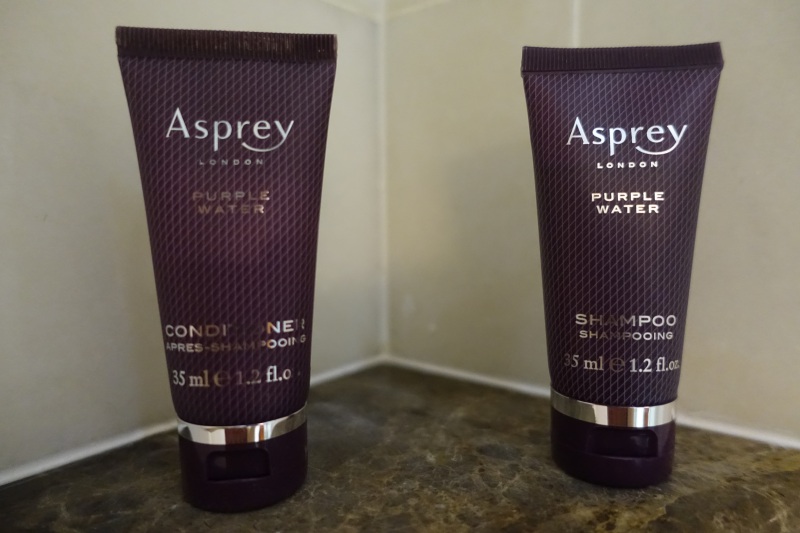 Asprey
LONDON
PURPLE
WATER
CONDITIONER
APRES-SHAMPOOING
35 ml e 1.2 fl.o
Asprey
LONDON
PURPLE
WATER
SHAMPOO
SHAMPOOING
35 ml e 1.2 fl.oz.